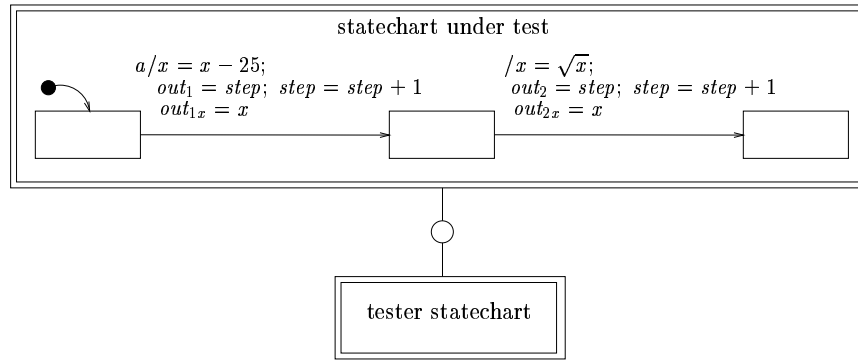 statechart under test
a/x = x − 25;
out₁ = step; step = step + 1
out₁ₓ = x
/x = √x;
out₂ = step; step = step + 1
out₂ₓ = x
tester statechart